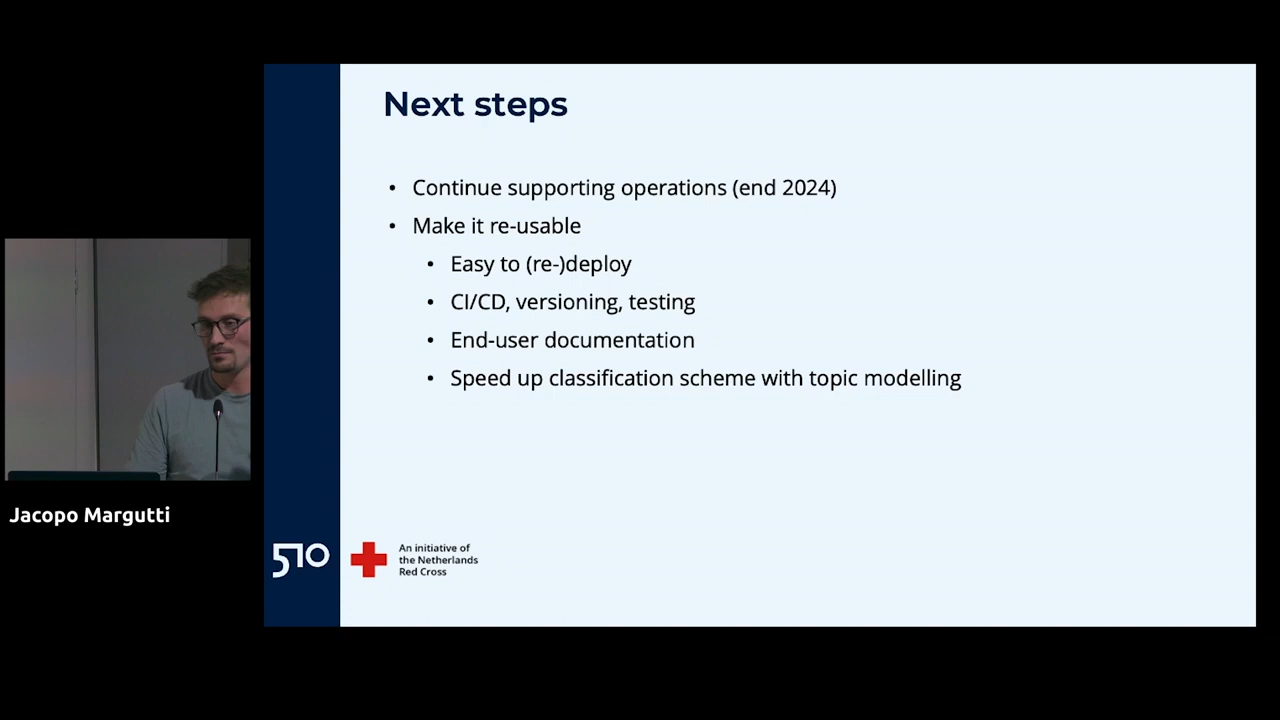 Next steps
• Continue supporting operations (end 2024)
• Make it re-usable
• Easy to (re-)deploy
• CI/CD, versioning, testing
• End-user documentation
• Speed up classification scheme with topic modelling
Jacopo Margutti
510
An initiative of
the Netherlands
Red Cross